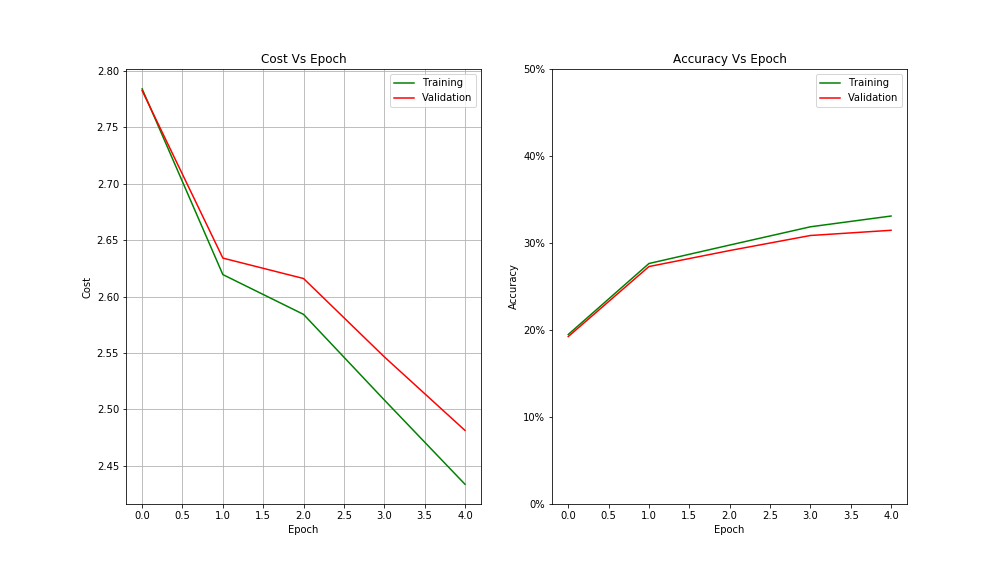 Cost Vs Epoch
Training
Validation
2.80
2.75
2.70
2.65
2.60
2.55
2.50
2.45
Cost
0.0 0.5 1.0 1.5 2.0 2.5 3.0 3.5 4.0
Epoch
Accuracy Vs Epoch
Training
Validation
50%
40%
30%
20%
10%
0%
Accuracy
0.0 0.5 1.0 1.5 2.0 2.5 3.0 3.5 4.0
Epoch